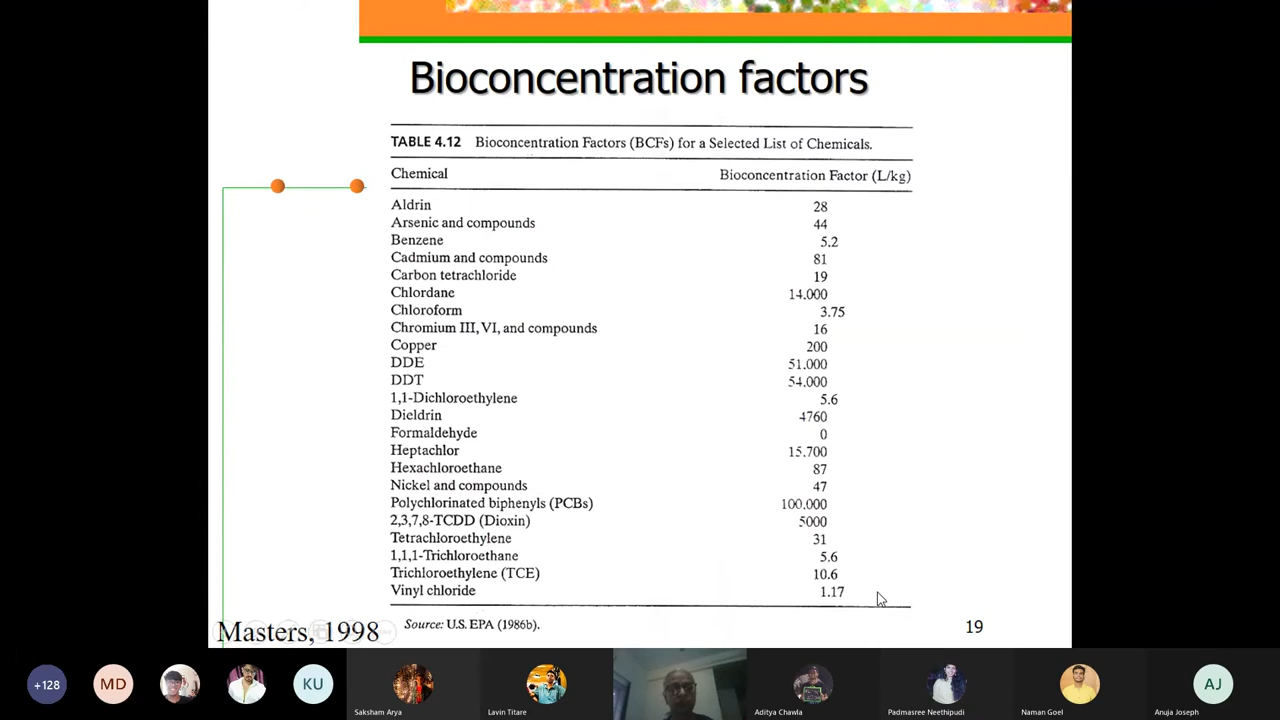 Bioconcentration factors
TABLE 4.12 Bioconcentration Factors (BCFs) for a Selected List of Chemicals.
Chemical Bioconcentration Factor (L/kg)
Aldrin 28
Arsenic and compounds 44
Benzene 5.2
Cadmium and compounds 81
Carbon tetrachloride 19
Chlordane 14.000
Chloroform 3.75
Chromium III, VI, and compounds 16
Copper 200
DDE 51.000
DDT 54.000
1,1-Dichloroethylene 5.6
Dieldrin 4760
Formaldehyde 0
Heptachlor 15.700
Hexachloroethane 87
Nickel and compounds 47
Polychlorinated biphenyls (PCBs) 100.000
2,3,7,8-TCDD (Dioxin) 5000
Tetrachloroethylene 31
1,1,1-Trichloroethane 5.6
Trichloroethylene (TCE) 10.6
Vinyl chloride 1.17
Source: U.S. EPA (1986b).
Masters, 1998
19
+128 MD KU AJ
Saksham Arya Lavin Titare Aditya Chawla Padmasree Neethipudi Naman Goel Anuja Joseph